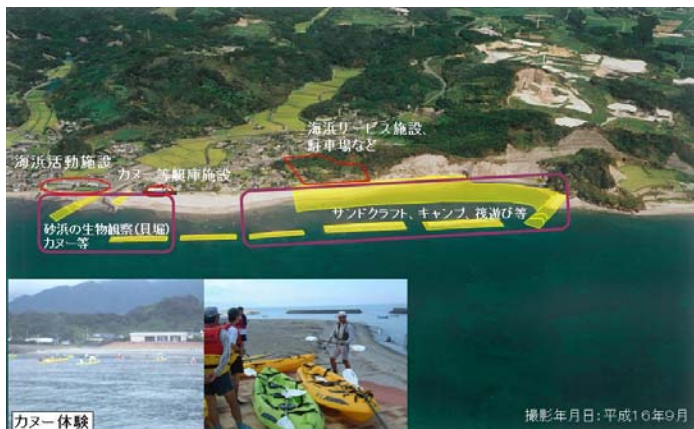 海浜サービス施設、
駐車場など
海浜活動施設
カヌー等艇庫施設
サンドクラフト、キャンプ、筏遊び等
砂浜の生物観察(貝堀)
カヌー等
カヌー体験
撮影年月日:平成16年9月